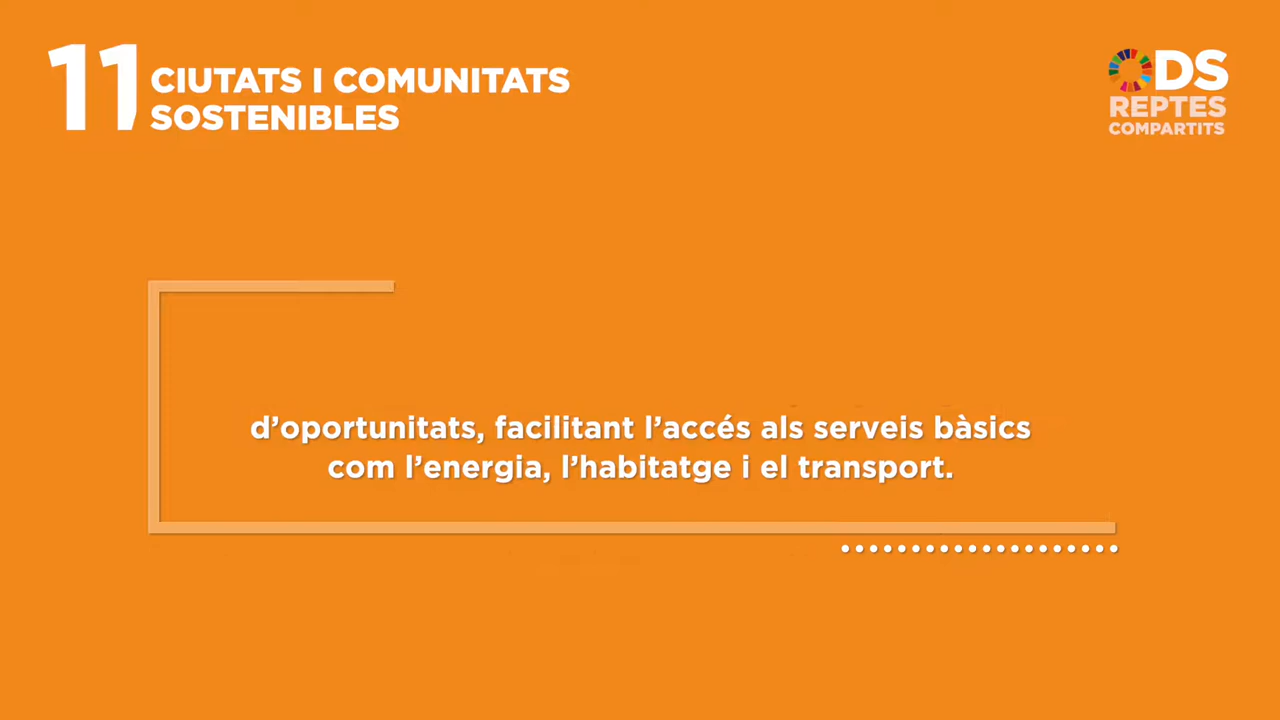 11
CIUTATS I COMUNITATS
SOSTENIBLES
ODS
REPTES
COMPARTITS
d’oportunitats, facilitant l’accés als serveis bàsics
com l’energia, l’habitatge i el transport.